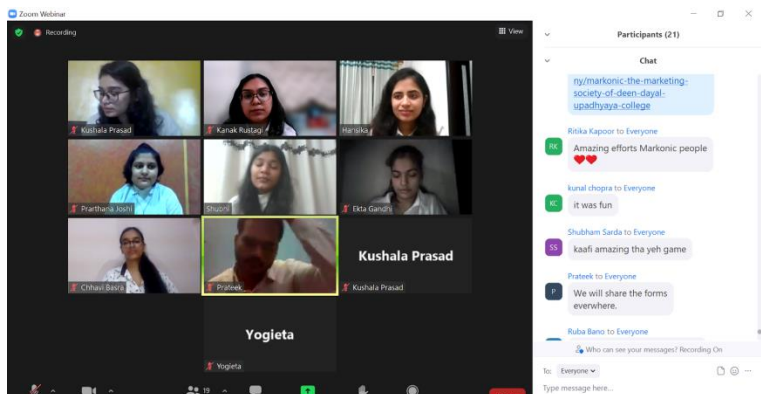 Zoom Webinar
Recording
View
Kushala Prasad
Kanak Rustagi
Hansika
Prarthana Joshi
Shubhi
Ekta Gandhi
Chhavi Basra
Prateek
Kushala Prasad
Kushala Prasad
Yogieta
Yogieta
19
Participants (21)
Chat
ny/markonic-the-marketing-
society-of-deen-dayal-
upadhyaya-college
Ritika Kapoor to Everyone
RK
Amazing efforts Markonic people
❤❤
kunal chopra to Everyone
KC
it was fun
Shubham Sarda to Everyone
SS
kaafi amazing tha yeh game
Prateek to Everyone
P
We will share the forms
everwhere.
Ruba Bano to Everyone
Who can see your messages? Recording On
To: Everyone
Type message here...